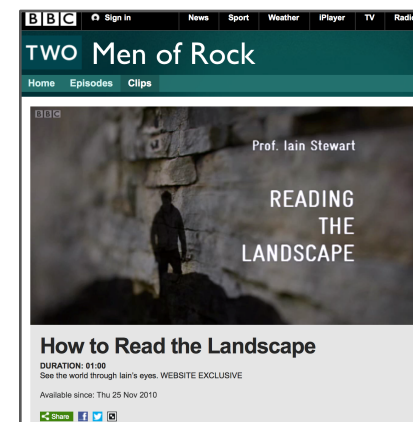 BBC Sign in News Sport Weather iPlayer TV Radio
TWO Men of Rock
Home Episodes Clips
BBC
Prof. Iain Stewart
READING
THE
LANDSCAPE
How to Read the Landscape
DURATION: 01:00
See the world through Iain's eyes. WEBSITE EXCLUSIVE
Available since: Thu 25 Nov 2010
Share f